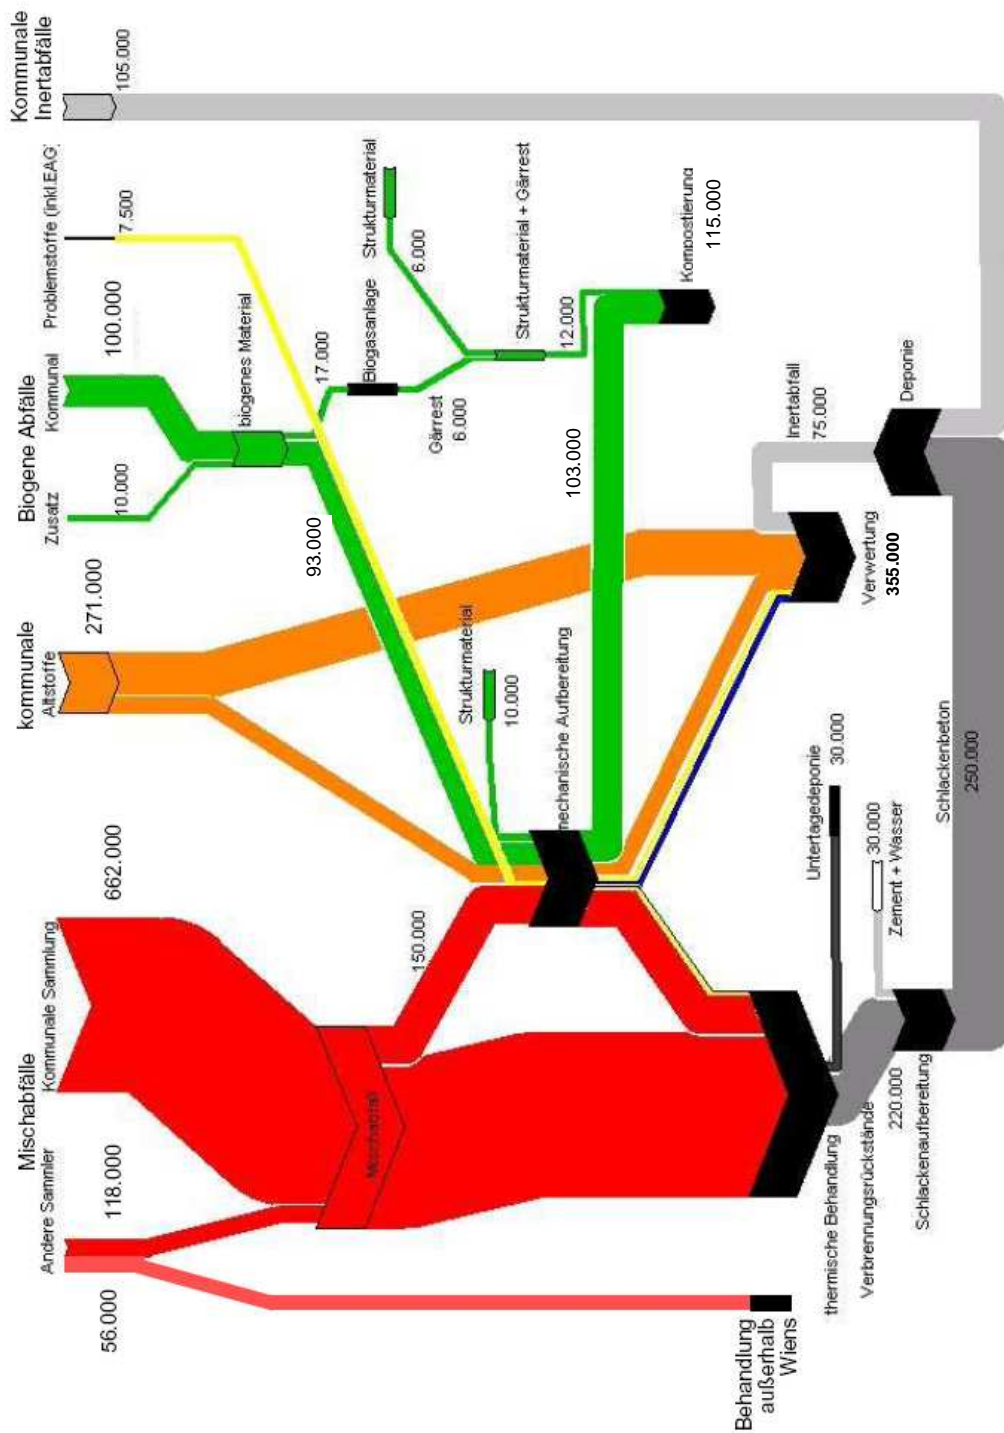 Mischabfälle
Andere Sammler
Kommunale Sammlung
56.000
118.000
662.000
kommunale
Altstoffe
271.000
Biogene Abfälle
Zusatz
Kommunal
10.000
100.000
Problemstoffe (inkl.EAG)
7.500
Kommunale
Inertabfälle
105.000
biogenes Material
17.000
Biogasanlage
Strukturmaterial
6.000
Gärrest
6.000
Strukturmaterial + Gärrest
12.000
93.000
Mischabfall
150.000
Strukturmaterial
10.000
mechanische Aufbereitung
103.000
Kompostierung
115.000
Behandlung
außerhalb
Wiens
thermische Behandlung
Untertagedeponie
30.000
Verbrennungsrückstände
220.000
30.000
Zement + Wasser
Schlackenaufbereitung
Verwertung
355.000
Inertabfall
75.000
Deponie
Schlackenbeton
250.000